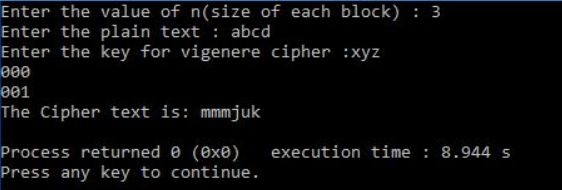 Enter the value of n(size of each block) : 3
Enter the plain text : abcd
Enter the key for vigenere cipher :xyz
000
001
The Cipher text is: mmmjuk
Process returned 0 (0x0)   execution time : 8.944 s
Press any key to continue.